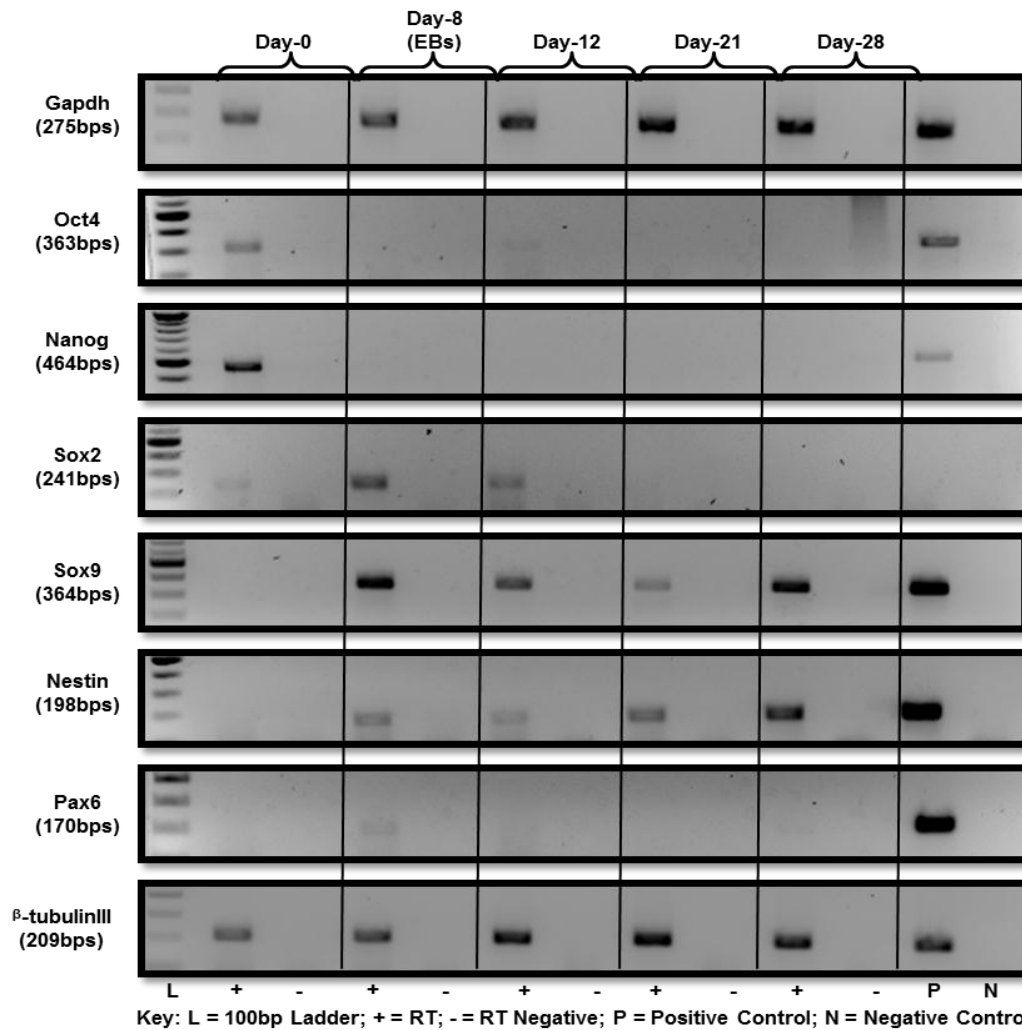 Day-0
Day-8
(EBs)
Day-12
Day-21
Day-28
Gapdh
(275bps)
Oct4
(363bps)
Nanog
(464bps)
Sox2
(241bps)
Sox9
(364bps)
Nestin
(198bps)
Pax6
(170bps)
β-tubulinIII
(209bps)
L + - + - + - + - + - P N
Key: L = 100bp Ladder; + = RT; - = RT Negative; P = Positive Control; N = Negative Control